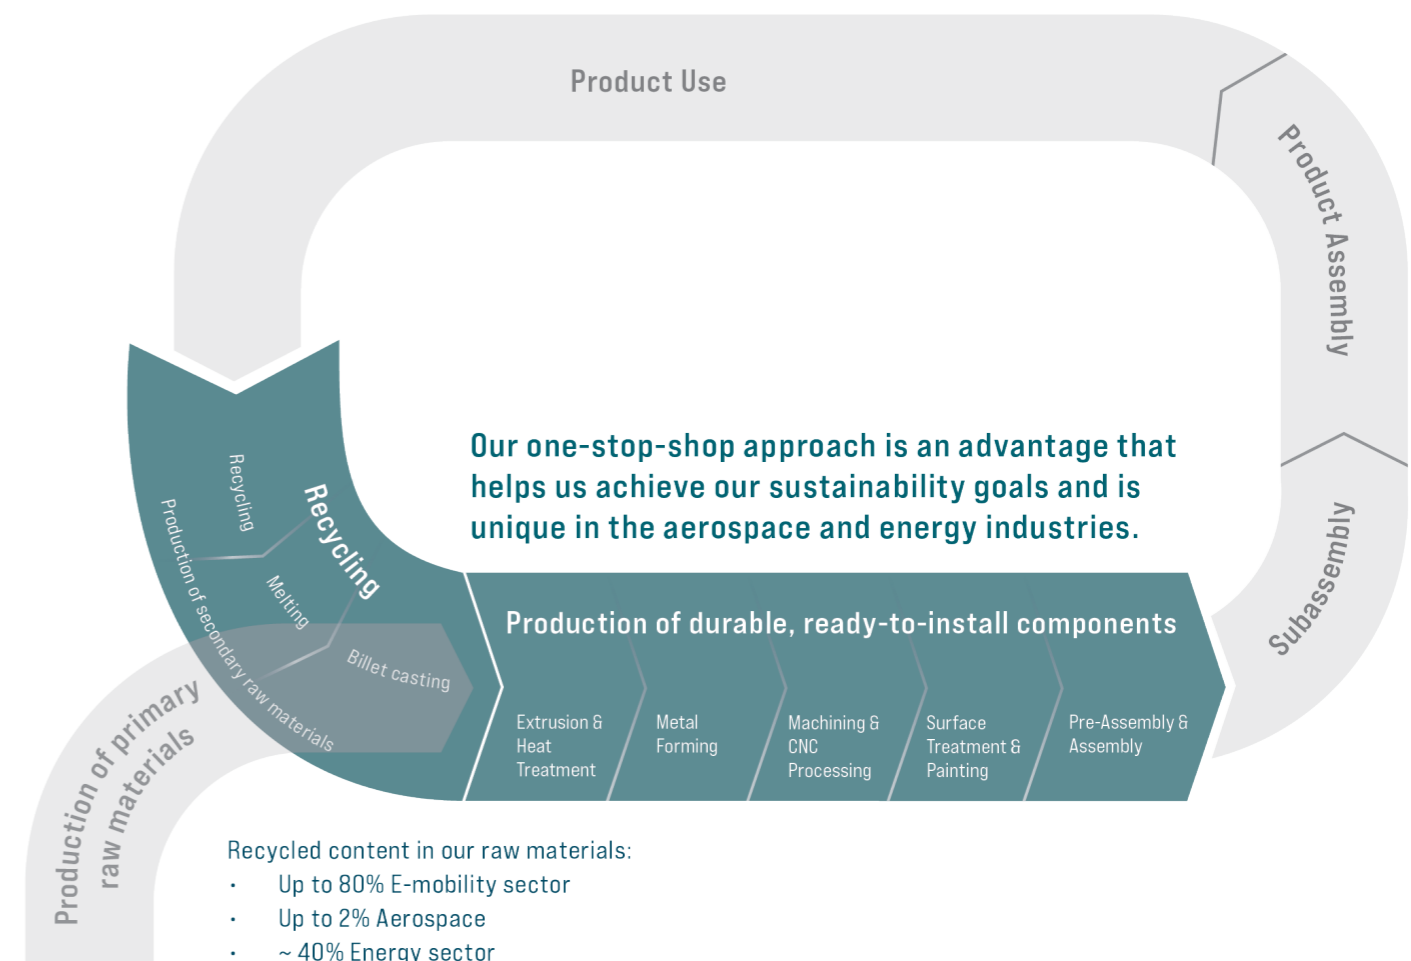 Product Use
Product Assembly
Subassembly
Our one-stop-shop approach is an advantage that
helps us achieve our sustainability goals and is
unique in the aerospace and energy industries.
Recycling
Recycling
Melting
Billet casting
Production of secondary raw materials
Production of primary
raw materials
Production of durable, ready-to-install components
Extrusion &
Heat
Treatment
Metal
Forming
Machining &
CNC
Processing
Surface
Treatment &
Painting
Pre-Assembly &
Assembly
Recycled content in our raw materials:
• Up to 80% E-mobility sector
• Up to 2% Aerospace
• ~ 40% Energy sector